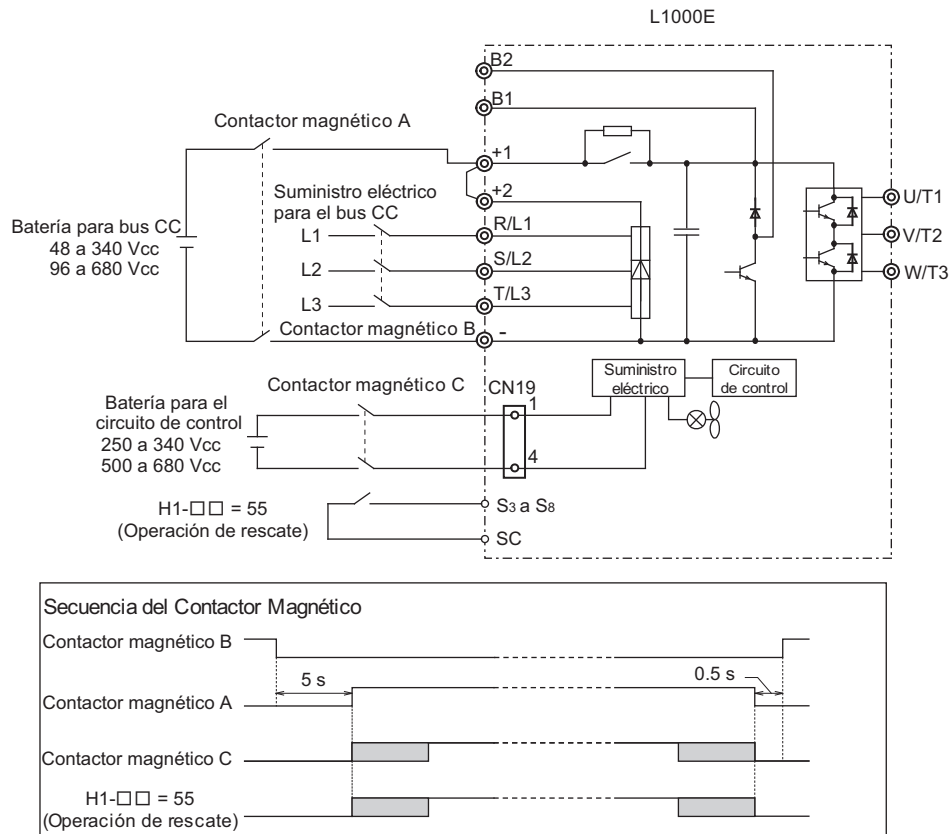 L1000E
B2
B1
Contactor magnético A
+1
Suministro eléctrico
para el bus CC
+2
Batería para bus CC
48 a 340 Vcc
96 a 680 Vcc
L1
R/L1
L2
S/L2
L3
T/L3
U/T1
V/T2
W/T3
Contactor magnético B
-
Contactor magnético C
CN19
1
4
Suministro
eléctrico
Circuito
de control
Batería para el
circuito de control
250 a 340 Vcc
500 a 680 Vcc
H1-□□ = 55
(Operación de rescate)
S3 a S8
SC
Secuencia del Contactor Magnético
Contactor magnético B
5 s
0.5 s
Contactor magnético A
Contactor magnético C
H1-□□ = 55
(Operación de rescate)